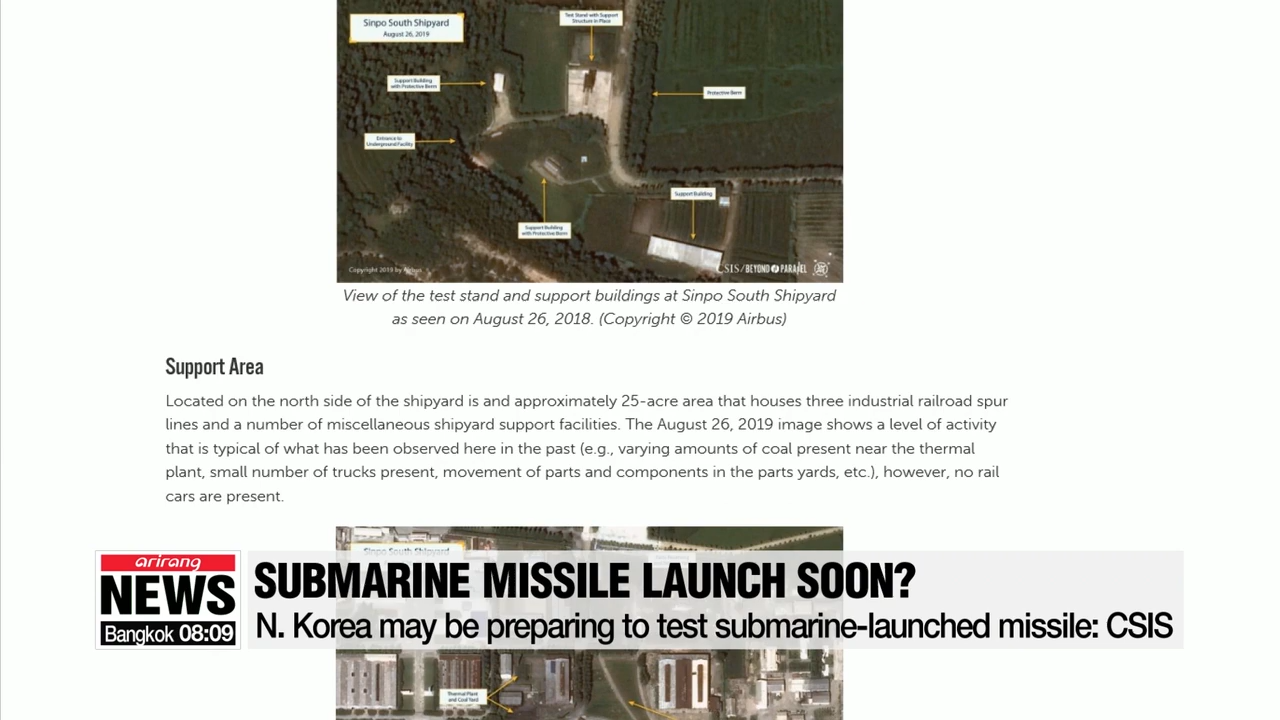 Sinpo South Shipyard
August 26, 2019
Test Stand with Support
Structure in Place
Support Building
with Protective Berm
Protective Berm
Entrance to
Underground Facility
Support Building
Support Building
with Protective Berm
Copyright 2019 by Airbus
CSIS/BEYOND PARALLEL
View of the test stand and support buildings at Sinpo South Shipyard
as seen on August 26, 2018. (Copyright © 2019 Airbus)
Support Area
Located on the north side of the shipyard is and approximately 25-acre area that houses three industrial railroad spur
lines and a number of miscellaneous shipyard support facilities. The August 26, 2019 image shows a level of activity
that is typical of what has been observed here in the past (e.g., varying amounts of coal present near the thermal
plant, small number of trucks present, movement of parts and components in the parts yards, etc.), however, no rail
cars are present.
Sinpo South Shipyard
arirang
NEWS
Bangkok 08:09
SUBMARINE MISSILE LAUNCH SOON?
N. Korea may be preparing to test submarine-launched missile: CSIS
Thermal Plant
and Coal Yard